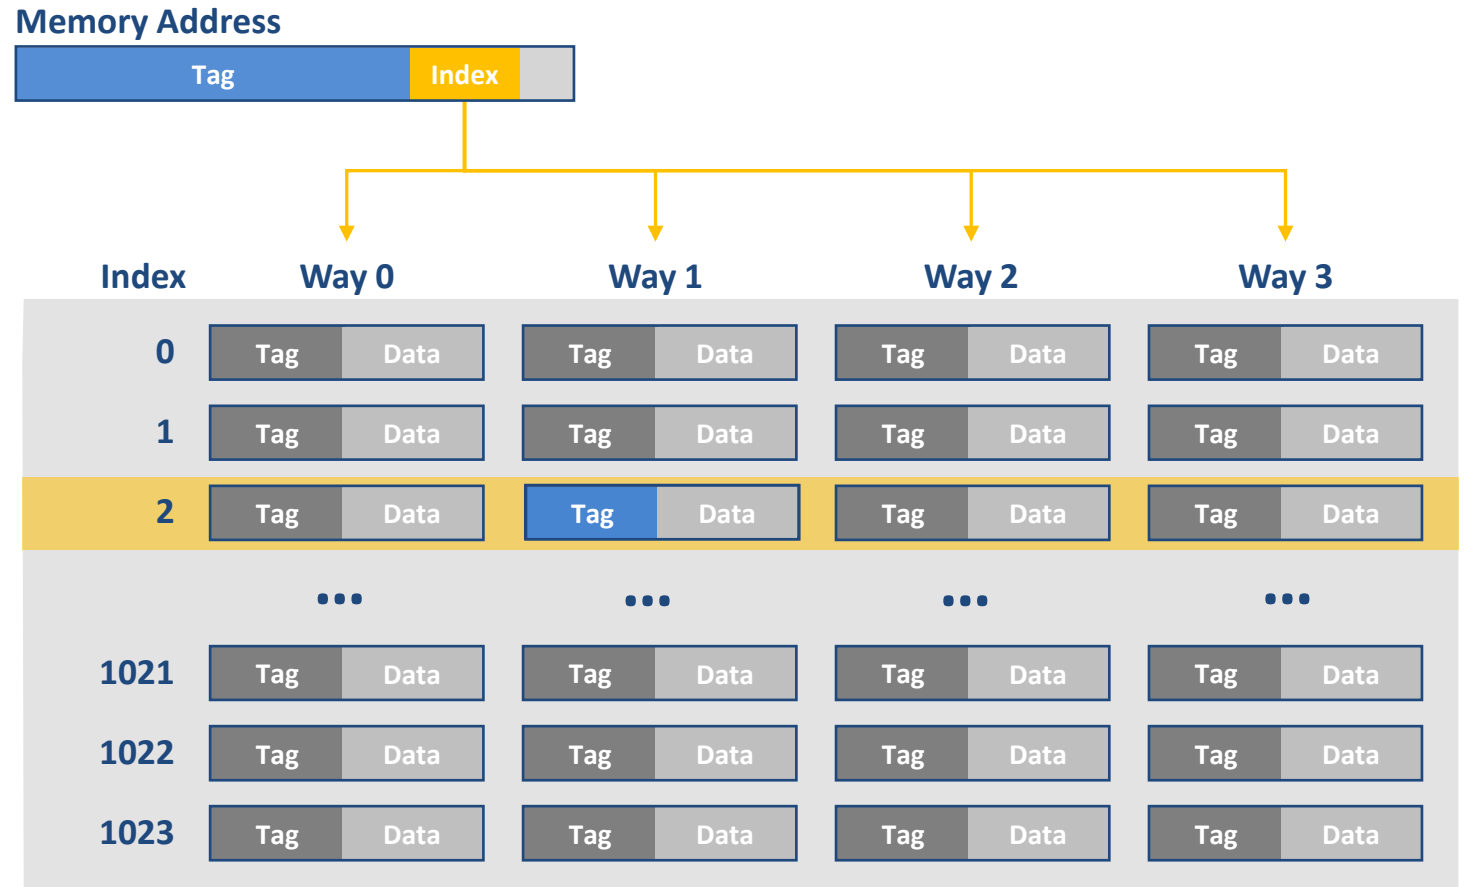 Memory Address
Tag Index
Index Way 0 Way 1 Way 2 Way 3
0 Tag Data Tag Data Tag Data Tag Data
1 Tag Data Tag Data Tag Data Tag Data
2 Tag Data Tag Data Tag Data Tag Data
... ... ... ...
1021 Tag Data Tag Data Tag Data Tag Data
1022 Tag Data Tag Data Tag Data Tag Data
1023 Tag Data Tag Data Tag Data Tag Data